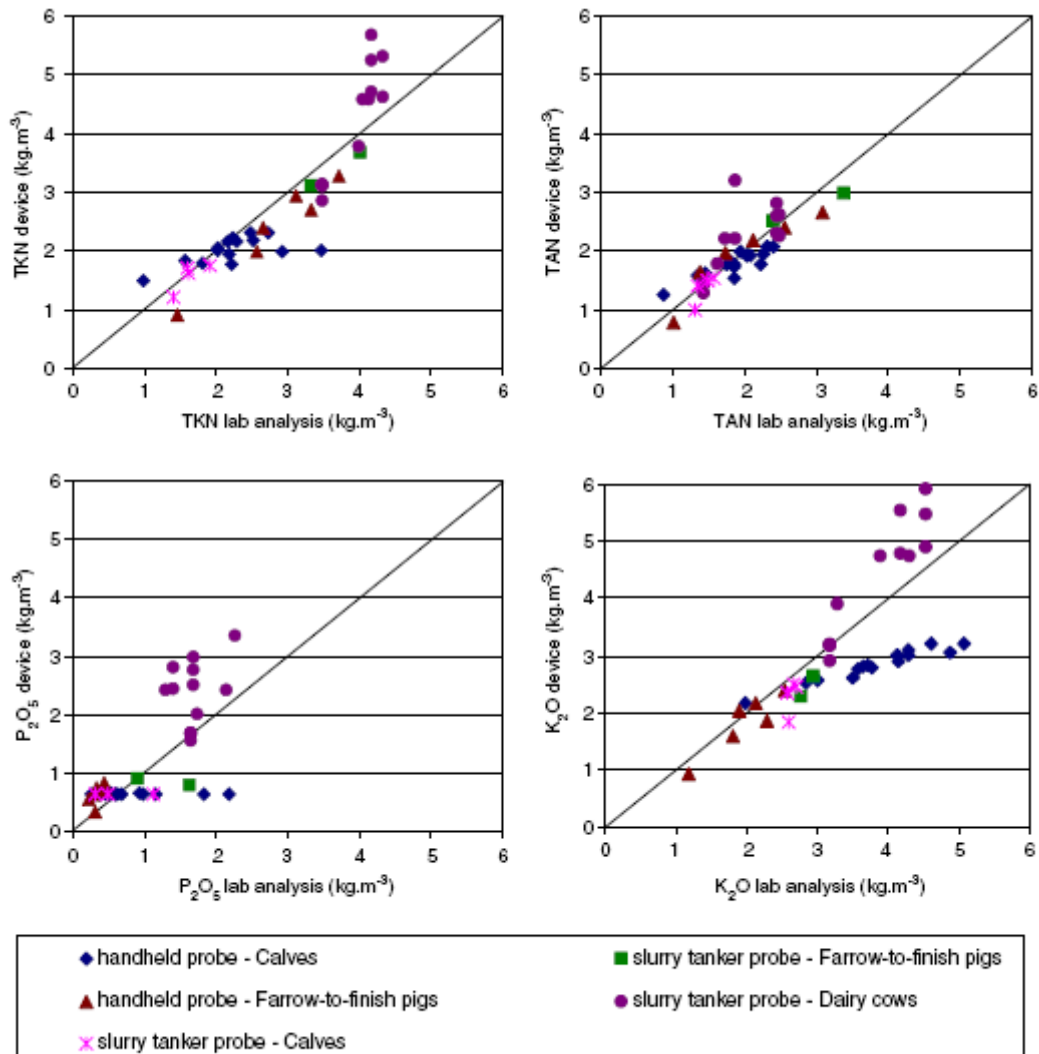 6 6
5 5
4 4
3 3
2 2
1 1
0 0
TKN device (kg.m⁻³) TAN device (kg.m⁻³)
0 1 2 3 4 5 6 0 1 2 3 4 5 6
TKN lab analysis (kg.m⁻³) TAN lab analysis (kg.m⁻³)
6 6
5 5
4 4
3 3
2 2
1 1
0 0
P₂O₅ device (kg.m⁻³) K₂O device (kg.m⁻³)
0 1 2 3 4 5 6 0 1 2 3 4 5 6
P₂O₅ lab analysis (kg.m⁻³) K₂O lab analysis (kg.m⁻³)
handheld probe - Calves slurry tanker probe - Farrow-to-finish pigs
handheld probe - Farrow-to-finish pigs slurry tanker probe - Dairy cows
slurry tanker probe - Calves